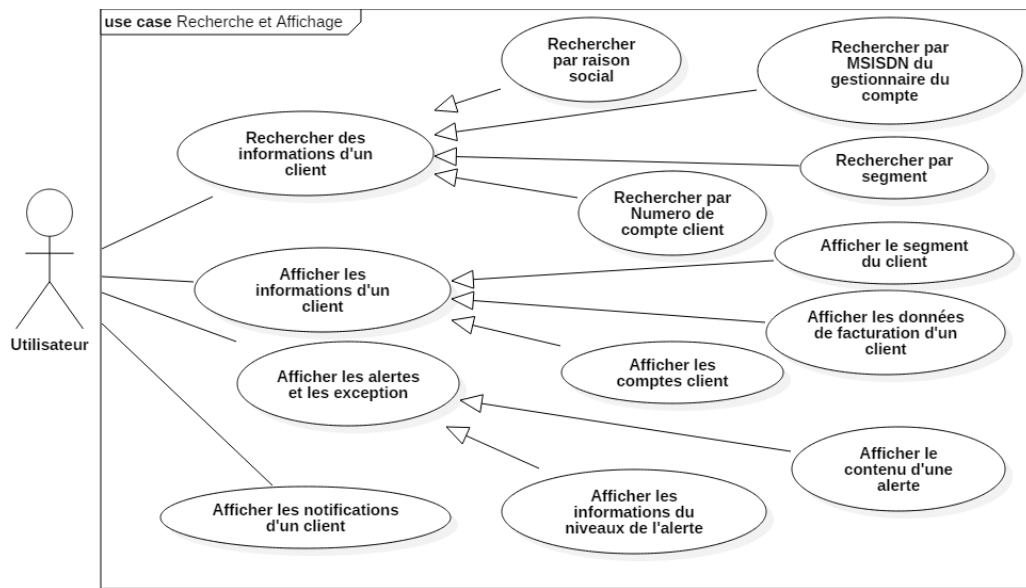 use case Recherche et Affichage
Rechercher
par raison
social
Rechercher par
MSISDN du
gestionnaire du
compte
Rechercher des
informations d'un
client
Rechercher par
segment
Rechercher par
Numero de
compte client
Afficher le segment
du client
Afficher les
informations d'un
client
Afficher les données
de facturation d'un
client
Utilisateur
Afficher les
comptes client
Afficher les alertes
et les exception
Afficher le
contenu d'une
alerte
Afficher les notifications
d'un client
Afficher les
informations du
niveaux de l'alerte